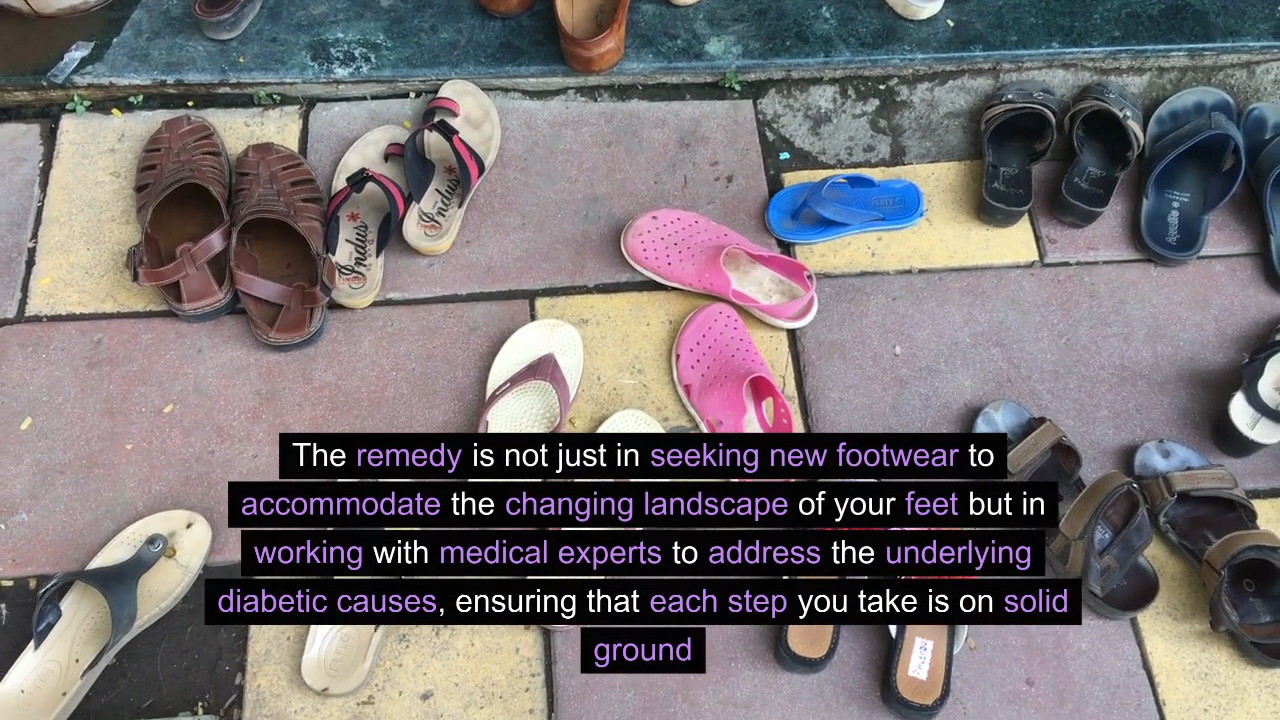 Indus
Indus
The remedy is not just in seeking new footwear to
accommodate the changing landscape of your feet but in
working with medical experts to address the underlying
diabetic causes, ensuring that each step you take is on solid
ground